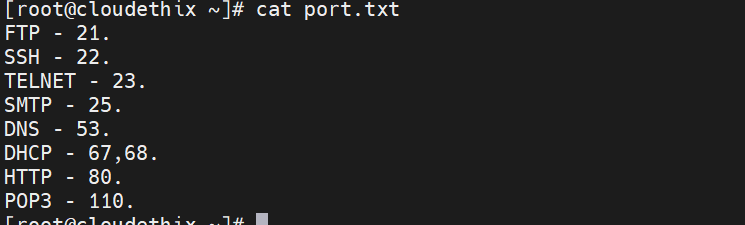 [root@cloudethix ~]# cat port.txt
FTP - 21.
SSH - 22.
TELNET - 23.
SMTP - 25.
DNS - 53.
DHCP - 67,68.
HTTP - 80.
POP3 - 110.
[root@cloudethix ~]#